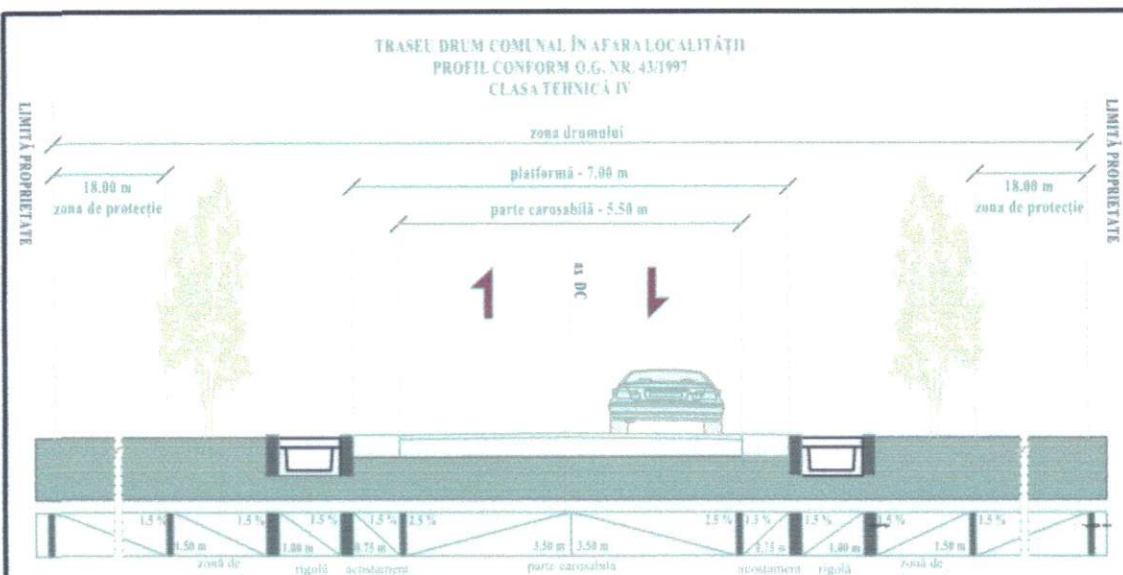 TRASEU DRUM COMUNAL ÎN AFARA LOCALITĂȚII
PROFIL CONFORM O.G. NR. 43/1997
CLASA TEHNICĂ IV
LIMITĂ PROPRIETATE
LIMITĂ PROPRIETATE
zona drumului
18.00 m
zona de protecție
platformă - 7.00 m
18.00 m
zona de protecție
parte carosabilă - 5.50 m
ax DC
1.5 % 1.5 % 1.5 % 1.5 % 2.5 % 2.5 % 1.5 % 1.5 % 1.5 % 1.5 %
1.50 m 1.00 m 0.75 m 3.50 3.50 m 0.75 m 1.00 m 1.50 m
zonă de rigolă acostament parte carosabilă acostament rigolă zonă de